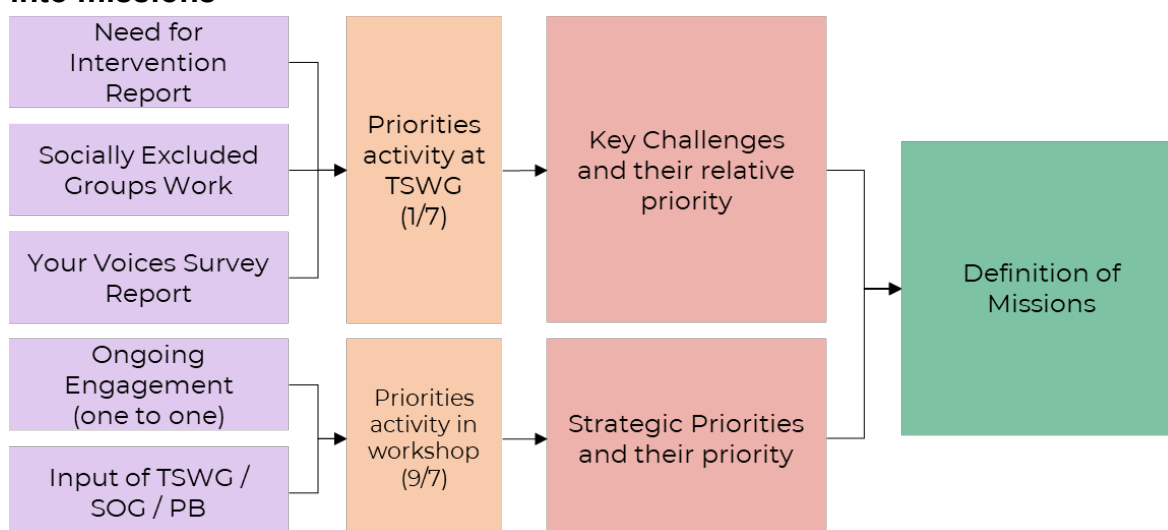 into missions
Need for
Intervention
Report
Socially Excluded
Groups Work
Your Voices Survey
Report
Ongoing
Engagement
(one to one)
Input of TSWG /
SOG / PB
Priorities
activity at
TSWG
(1/7)
Priorities
activity in
workshop
(9/7)
Key Challenges
and their relative
priority
Strategic Priorities
and their priority
Definition of
Missions